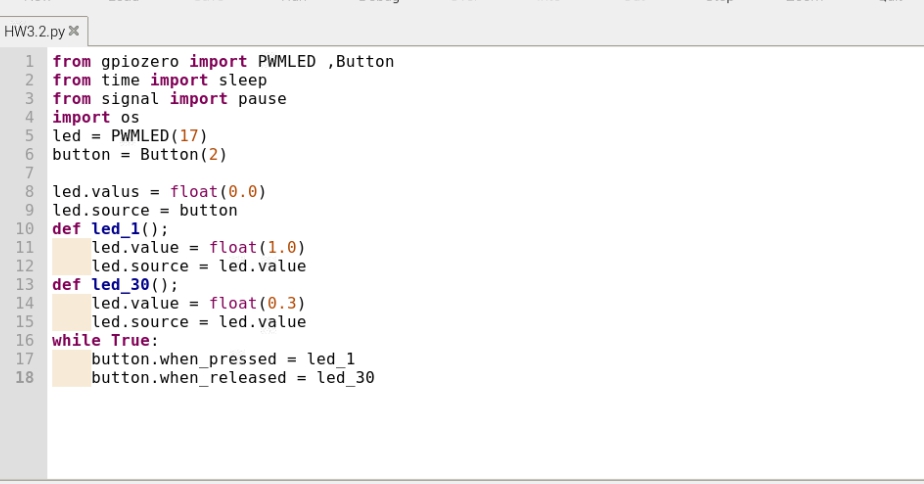 HW3.2.py
1 from gpiozero import PWMLED ,Button
2 from time import sleep
3 from signal import pause
4 import os
5 led = PWMLED(17)
6 button = Button(2)
7
8 led.valus = float(0.0)
9 led.source = button
10 def led_1();
11     led.value = float(1.0)
12     led.source = led.value
13 def led_30();
14     led.value = float(0.3)
15     led.source = led.value
16 while True:
17     button.when_pressed = led_1
18     button.when_released = led_30